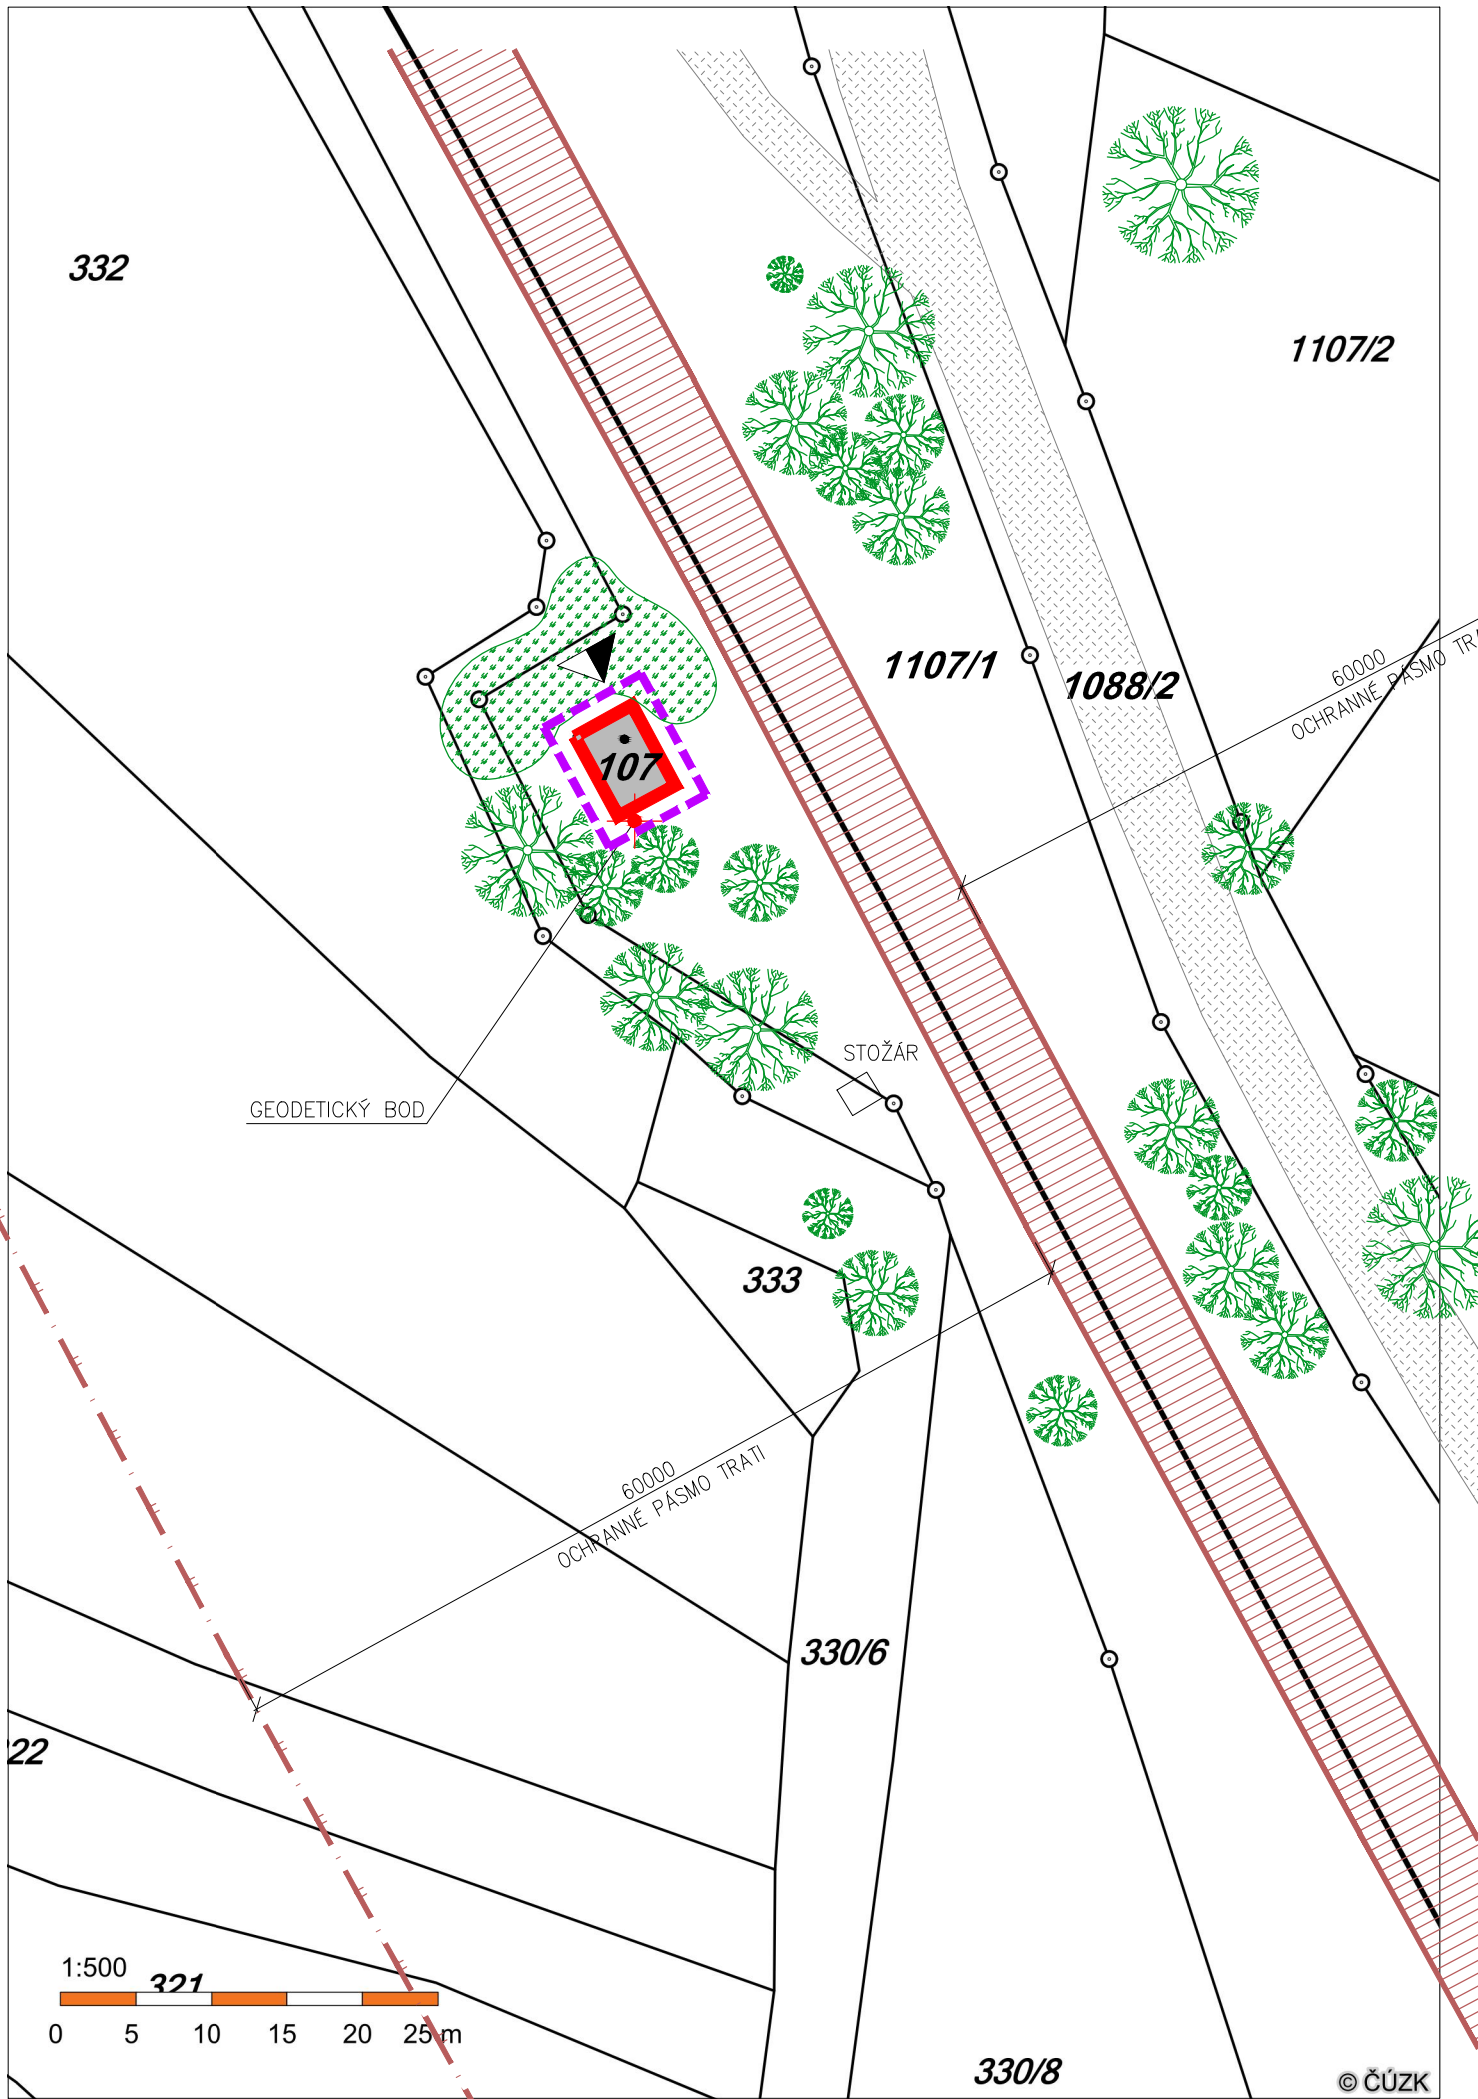 332
1107/2
1107/1
1088/2
60000
OCHRANNÉ PÁSMO TRA
107
STOŽÁR
GEODETICKÝ BOD
333
60000
OCHRANNÉ PÁSMO TRATI
330/6
22
1:500
321
0 5 10 15 20 25 m
330/8
© ČÚZK